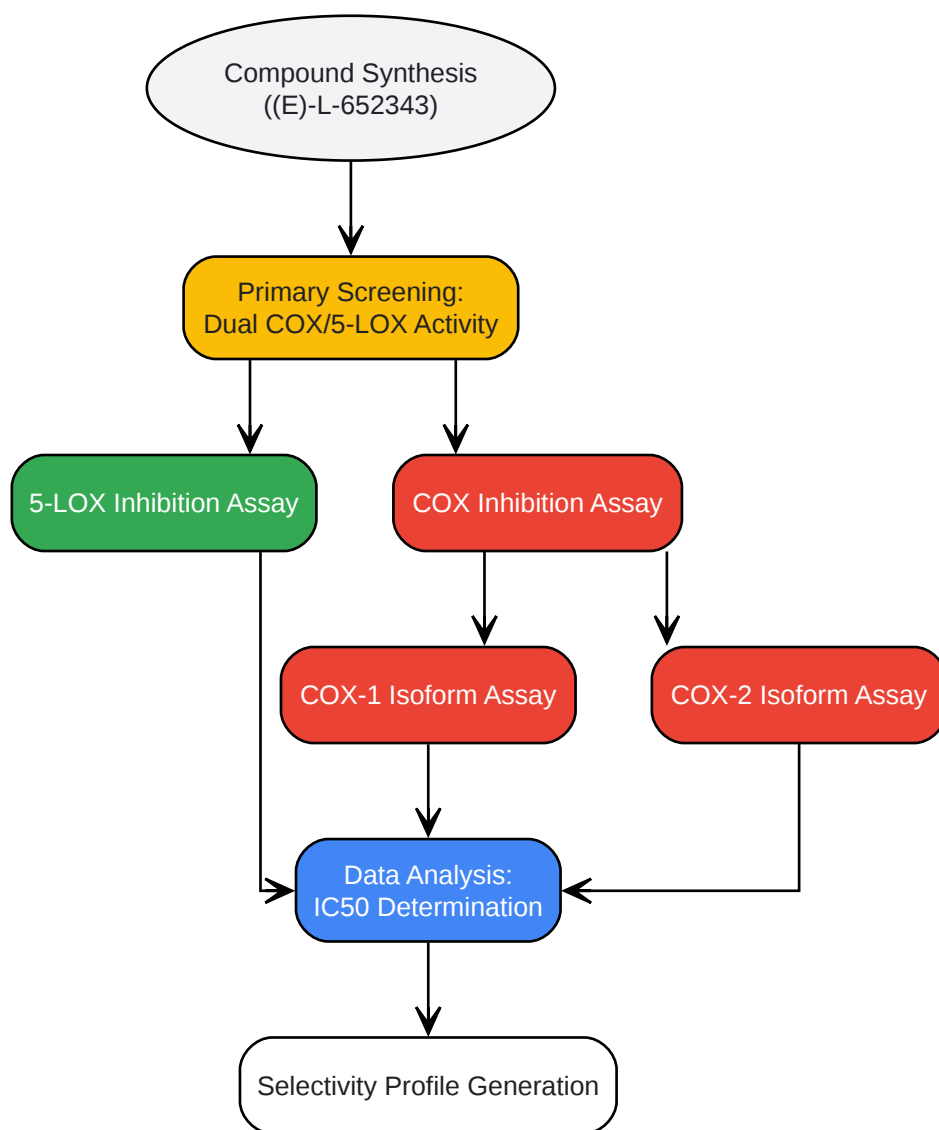 Compound Synthesis
((E)-L-652343)
Primary Screening:
Dual COX/5-LOX Activity
5-LOX Inhibition Assay
COX Inhibition Assay
COX-1 Isoform Assay
COX-2 Isoform Assay
Data Analysis:
IC50 Determination
Selectivity Profile Generation